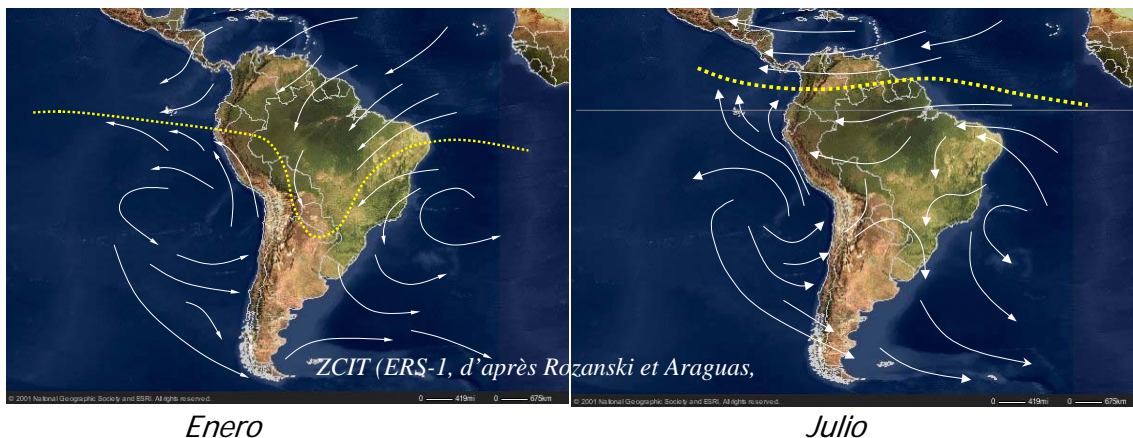 ZCIT (ERS-1, d'après Rozanski et Araguas,
© 2001 National Geographic Society and ESRI. All rights reserved.
0 419mi 0 675km
© 2001 National Geographic Society and ESRI. All rights reserved.
0 419mi 0 675km
Enero
Julio